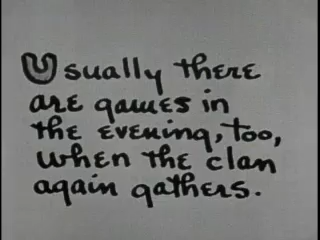 Usually there
are games in
the evening, too,
when the clan
again gathers.